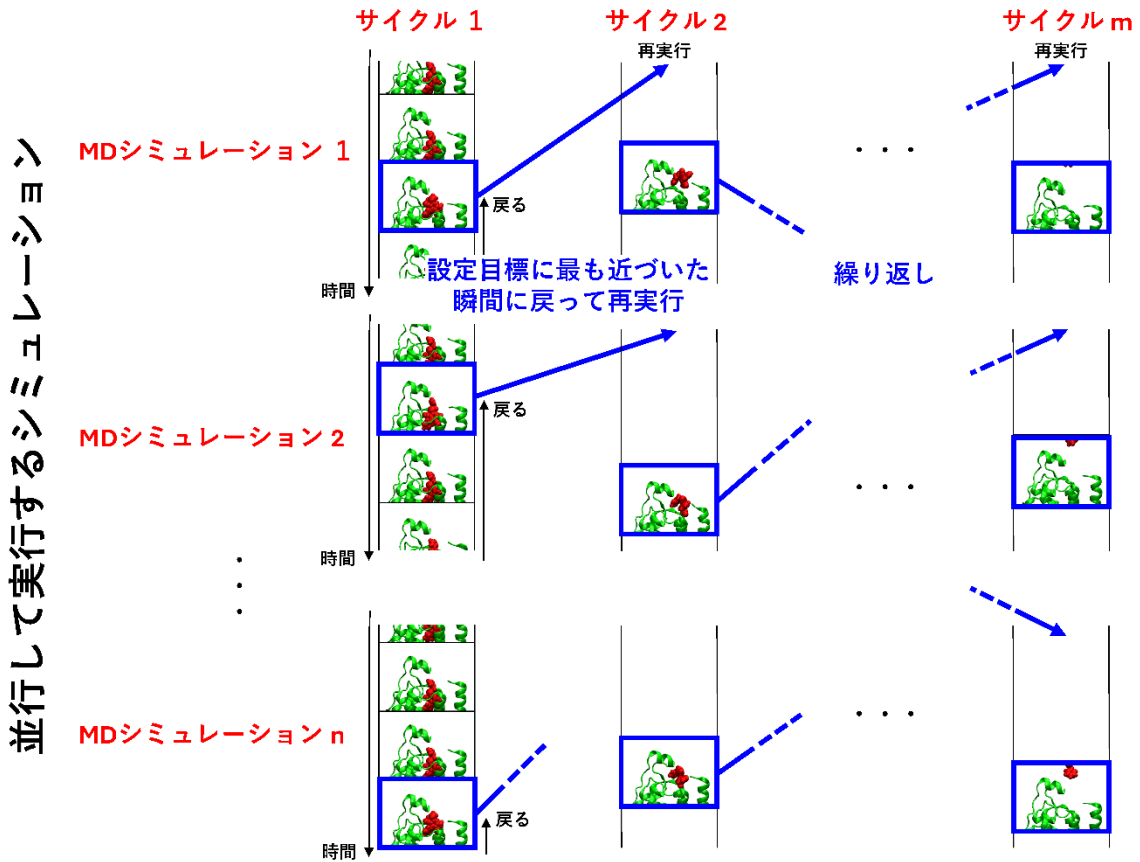 サイクル 1
サイクル 2
サイクル m
再実行
再実行
並行して実行するシミュレーション
MDシミュレーション 1
・・・
戻る
設定目標に最も近づいた
瞬間に戻って再実行
繰り返し
時間
MDシミュレーション 2
戻る
・・・
時間
・・・
MDシミュレーション n
・・・
戻る
時間